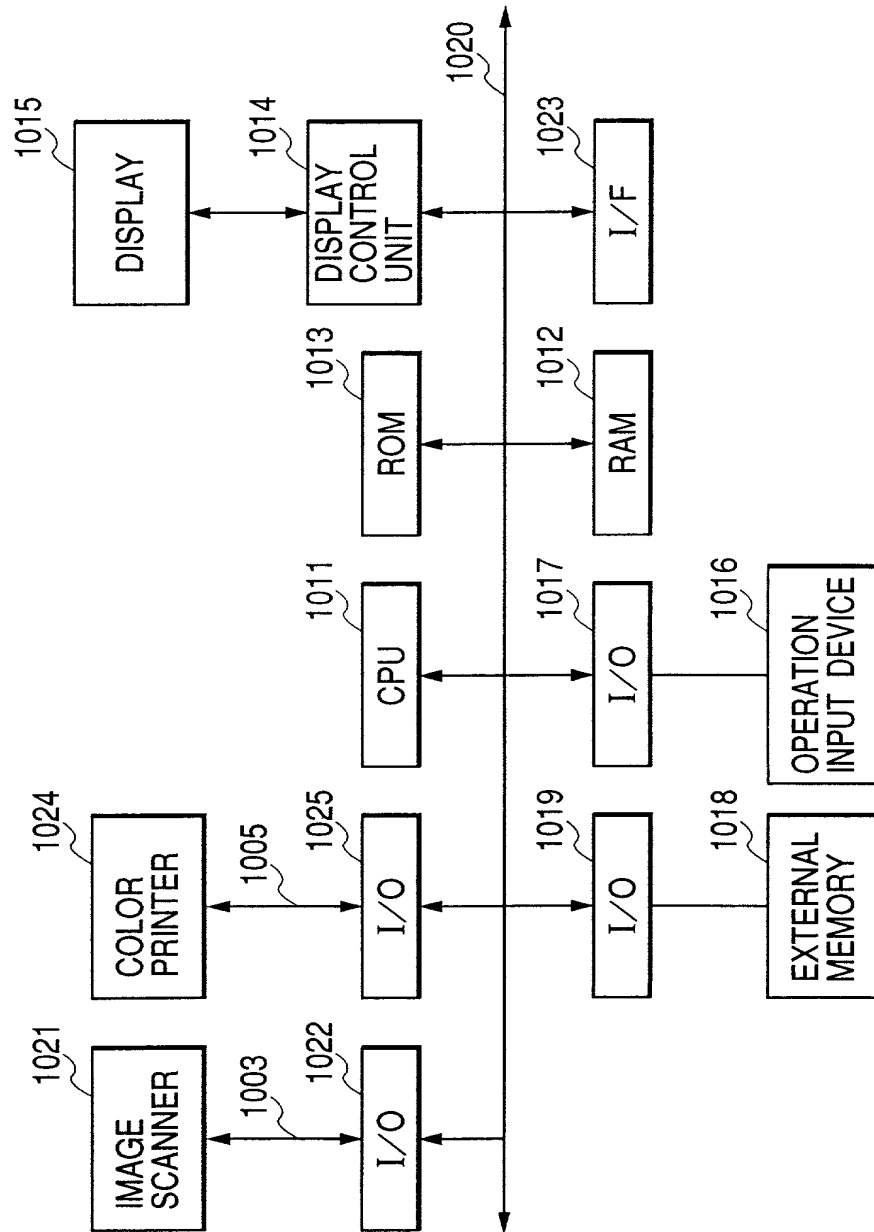 1021
IMAGE
SCANNER
1003
1022
I/O
1024
COLOR
PRINTER
1005
1025
I/O
1019
I/O
1018
EXTERNAL
MEMORY
1011
CPU
1017
I/O
1016
OPERATION
INPUT DEVICE
1013
ROM
1012
RAM
1015
DISPLAY
1014
DISPLAY
CONTROL
UNIT
1020
1023
I/F